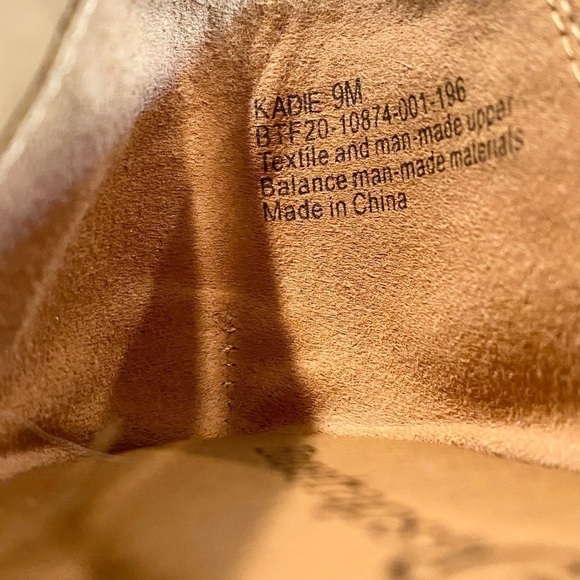 KADIE 9M
BTF20-10874-001-196
Textile and man-made upper
Balance man-made materials
Made in China